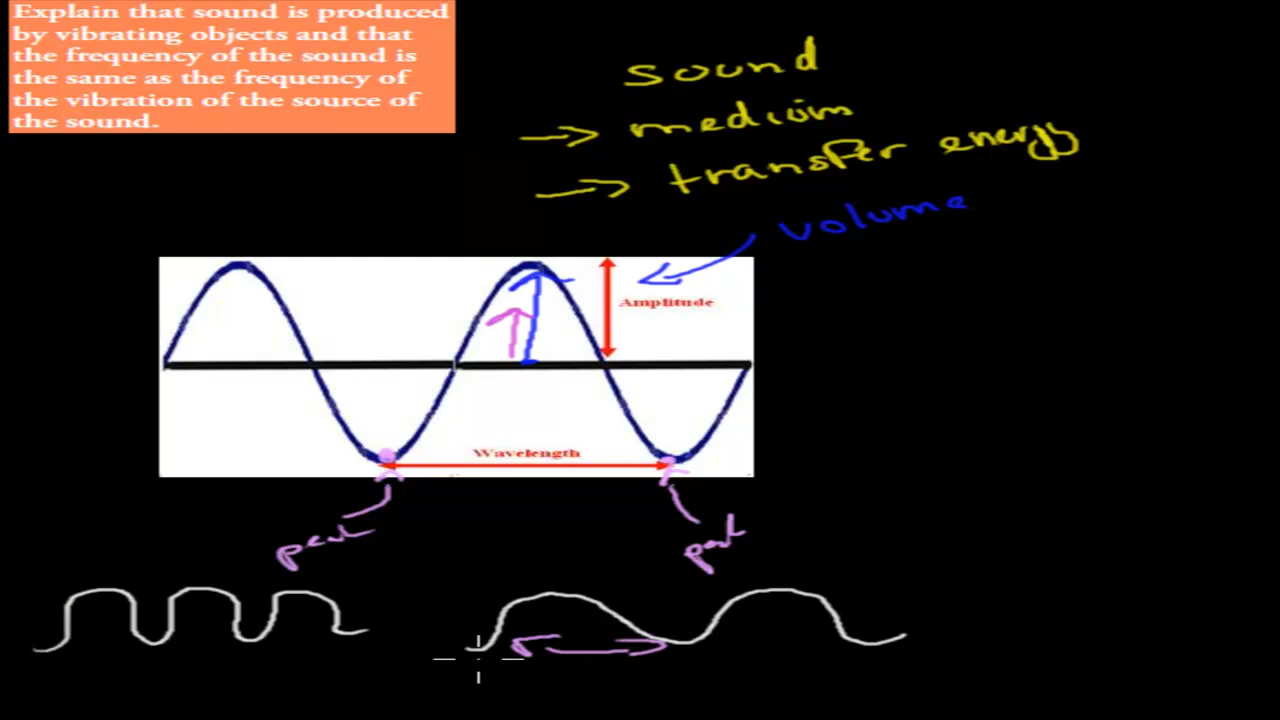 Explain that sound is produced
by vibrating objects and that
the frequency of the sound is
the same as the frequency of
the vibration of the source of
the sound.
sound
→ medium
→ transfer energy
volume
Amplitude
Wavelength